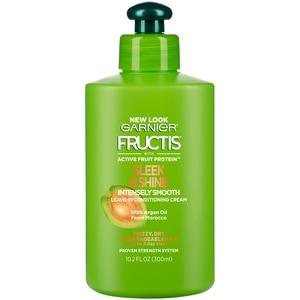 NEW LOOK
GARNIER
FRUCTIS
WITH
ACTIVE FRUIT PROTEIN™
SLEEK
& SHINE
INTENSELY SMOOTH
LEAVE-IN CONDITIONING CREAM
With Argan Oil
From Morocco
FRIZZY, DRY
PROVEN STRENGTH SYSTEM
10.2 FL OZ (300ml)